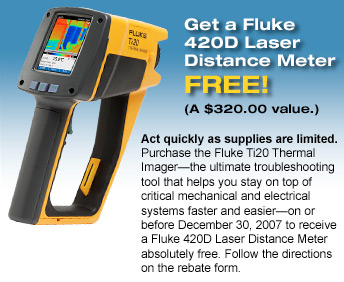 Get a Fluke
420D Laser
Distance Meter
FREE!
(A $320.00 value.)
FLUKE
Ti20
Act quickly as supplies are limited.
Purchase the Fluke Ti20 Thermal
Imager—the ultimate troubleshooting
tool that helps you stay on top of
critical mechanical and electrical
systems faster and easier—on or
before December 30, 2007 to receive
a Fluke 420D Laser Distance Meter
absolutely free. Follow the directions
on the rebate form.